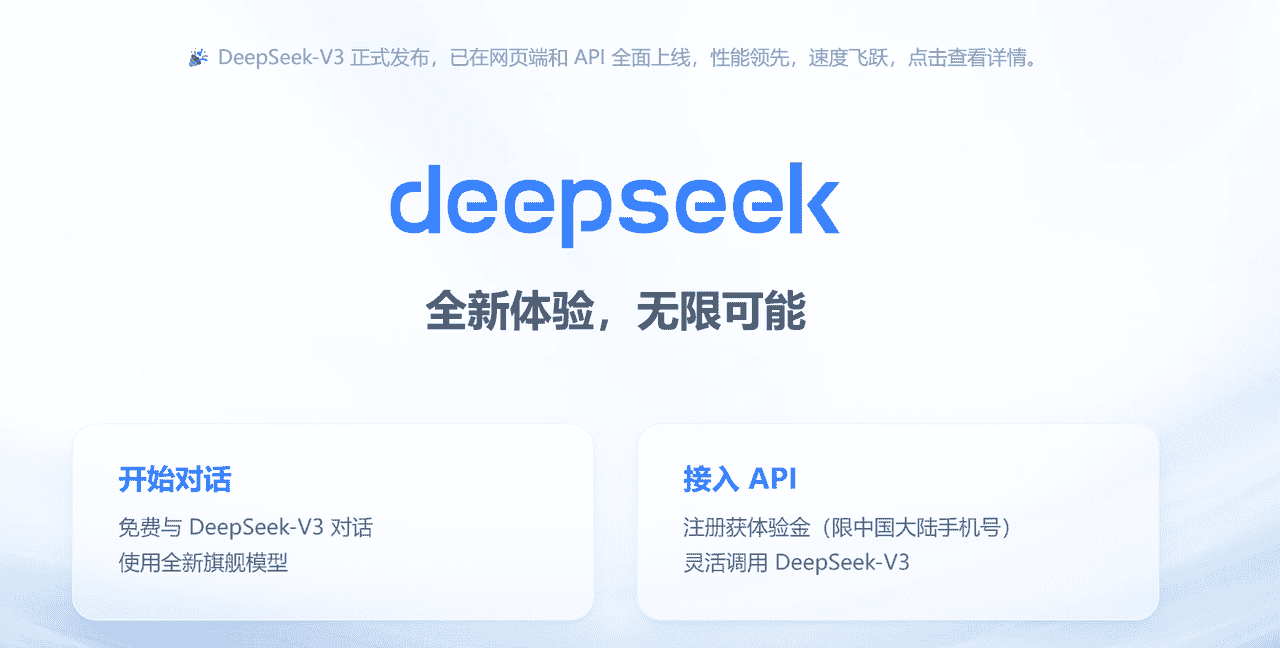 🎉 DeepSeek-V3 正式发布，已在网页端和 API 全面上线，性能领先，速度飞跃，点击查看详情。
deepseek
全新体验，无限可能
开始对话
免费与 DeepSeek-V3 对话
使用全新旗舰模型
接入 API
注册获体验金（限中国大陆手机号）
灵活调用 DeepSeek-V3